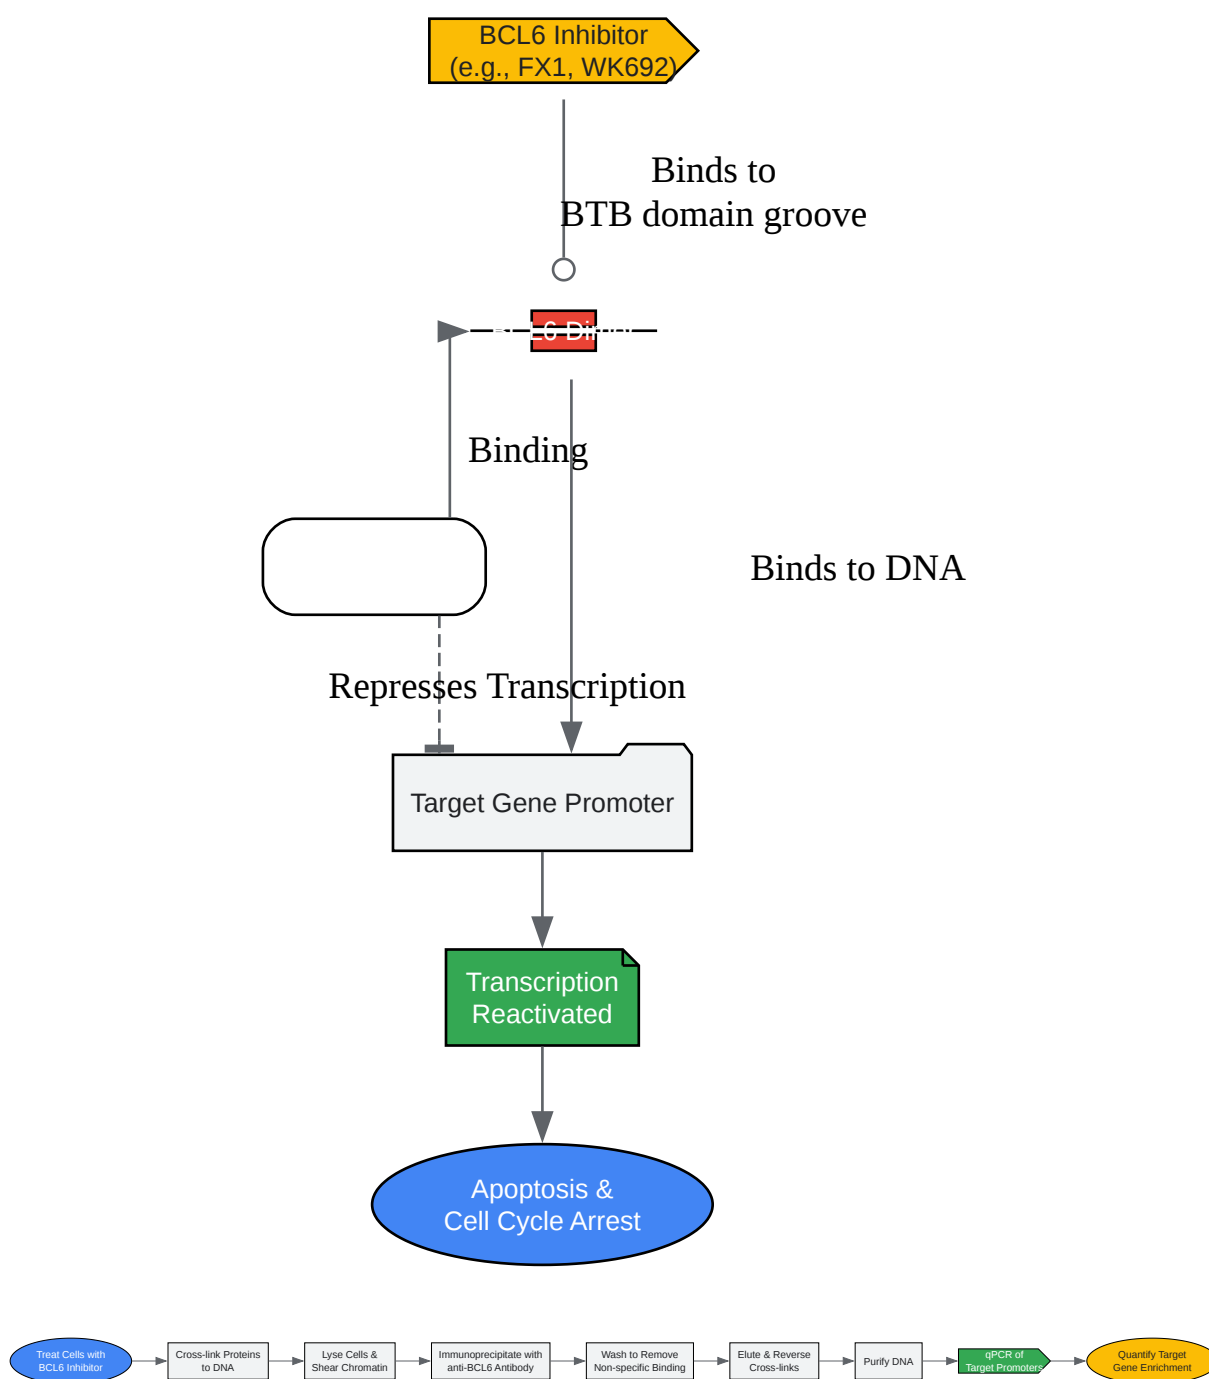 BCL6 Inhibitor
(e.g., FX1, WK692)
Binds to
BTB domain groove
BCL6 Dimer
Binding
Binds to DNA
Represses Transcription
Target Gene Promoter
Transcription
Reactivated
Apoptosis &
Cell Cycle Arrest
Treat Cells with
BCL6 Inhibitor
Cross-link Proteins
to DNA
Lyse Cells &
Shear Chromatin
Immunoprecipitate with
anti-BCL6 Antibody
Wash to Remove
Non-specific Binding
Elute & Reverse
Cross-links
Purify DNA
qPCR of
Target Promoters
Quantify Target
Gene Enrichment